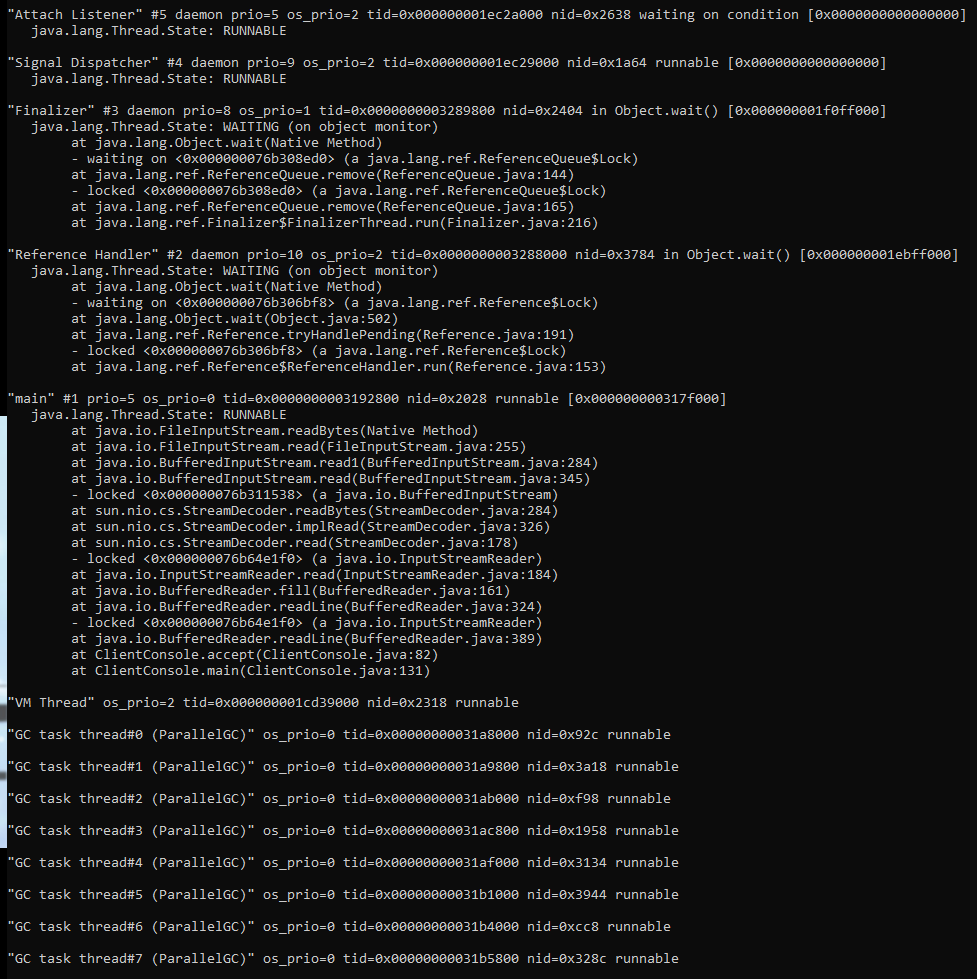 "Attach Listener" #5 daemon prio=5 os_prio=2 tid=0x000000001ec2a000 nid=0x2638 waiting on condition [0x0000000000000000]
java.lang.Thread.State: RUNNABLE
"Signal Dispatcher" #4 daemon prio=9 os_prio=2 tid=0x000000001ec29000 nid=0x1a64 runnable [0x0000000000000000]
java.lang.Thread.State: RUNNABLE
"Finalizer" #3 daemon prio=8 os_prio=1 tid=0x0000000003289800 nid=0x2404 in Object.wait() [0x000000001f0ff000]
java.lang.Thread.State: WAITING (on object monitor)
at java.lang.Object.wait(Native Method)
- waiting on <0x000000076b308ed0> (a java.lang.ref.ReferenceQueue$Lock)
at java.lang.ref.ReferenceQueue.remove(ReferenceQueue.java:144)
- locked <0x000000076b308ed0> (a java.lang.ref.ReferenceQueue$Lock)
at java.lang.ref.ReferenceQueue.remove(ReferenceQueue.java:165)
at java.lang.ref.Finalizer$FinalizerThread.run(Finalizer.java:216)
"Reference Handler" #2 daemon prio=10 os_prio=2 tid=0x0000000003288000 nid=0x3784 in Object.wait() [0x000000001ebff000]
java.lang.Thread.State: WAITING (on object monitor)
at java.lang.Object.wait(Native Method)
- waiting on <0x000000076b306bf8> (a java.lang.ref.Reference$Lock)
at java.lang.Object.wait(Object.java:502)
at java.lang.ref.Reference.tryHandlePending(Reference.java:191)
- locked <0x000000076b306bf8> (a java.lang.ref.Reference$Lock)
at java.lang.ref.Reference$ReferenceHandler.run(Reference.java:153)
"main" #1 prio=5 os_prio=0 tid=0x0000000003192800 nid=0x2028 runnable [0x000000000317f000]
java.lang.Thread.State: RUNNABLE
at java.io.FileInputStream.readBytes(Native Method)
at java.io.FileInputStream.read(FileInputStream.java:255)
at java.io.BufferedInputStream.read1(BufferedInputStream.java:284)
at java.io.BufferedInputStream.read(BufferedInputStream.java:345)
- locked <0x000000076b311538> (a java.io.BufferedInputStream)
at sun.nio.cs.StreamDecoder.readBytes(StreamDecoder.java:284)
at sun.nio.cs.StreamDecoder.implRead(StreamDecoder.java:326)
at sun.nio.cs.StreamDecoder.read(StreamDecoder.java:178)
- locked <0x000000076b64e1f0> (a java.io.InputStreamReader)
at java.io.InputStreamReader.read(InputStreamReader.java:184)
at java.io.BufferedReader.fill(BufferedReader.java:161)
at java.io.BufferedReader.readLine(BufferedReader.java:324)
- locked <0x000000076b64e1f0> (a java.io.InputStreamReader)
at java.io.BufferedReader.readLine(BufferedReader.java:389)
at ClientConsole.accept(ClientConsole.java:82)
at ClientConsole.main(ClientConsole.java:131)
"VM Thread" os_prio=2 tid=0x000000001cd39000 nid=0x2318 runnable
"GC task thread#0 (ParallelGC)" os_prio=0 tid=0x00000000031a8000 nid=0x92c runnable
"GC task thread#1 (ParallelGC)" os_prio=0 tid=0x00000000031a9800 nid=0x3a18 runnable
"GC task thread#2 (ParallelGC)" os_prio=0 tid=0x00000000031ab000 nid=0xf98 runnable
"GC task thread#3 (ParallelGC)" os_prio=0 tid=0x00000000031ac800 nid=0x1958 runnable
"GC task thread#4 (ParallelGC)" os_prio=0 tid=0x00000000031af000 nid=0x3134 runnable
"GC task thread#5 (ParallelGC)" os_prio=0 tid=0x00000000031b1000 nid=0x3944 runnable
"GC task thread#6 (ParallelGC)" os_prio=0 tid=0x00000000031b4000 nid=0xcc8 runnable
"GC task thread#7 (ParallelGC)" os_prio=0 tid=0x00000000031b5800 nid=0x328c runnable